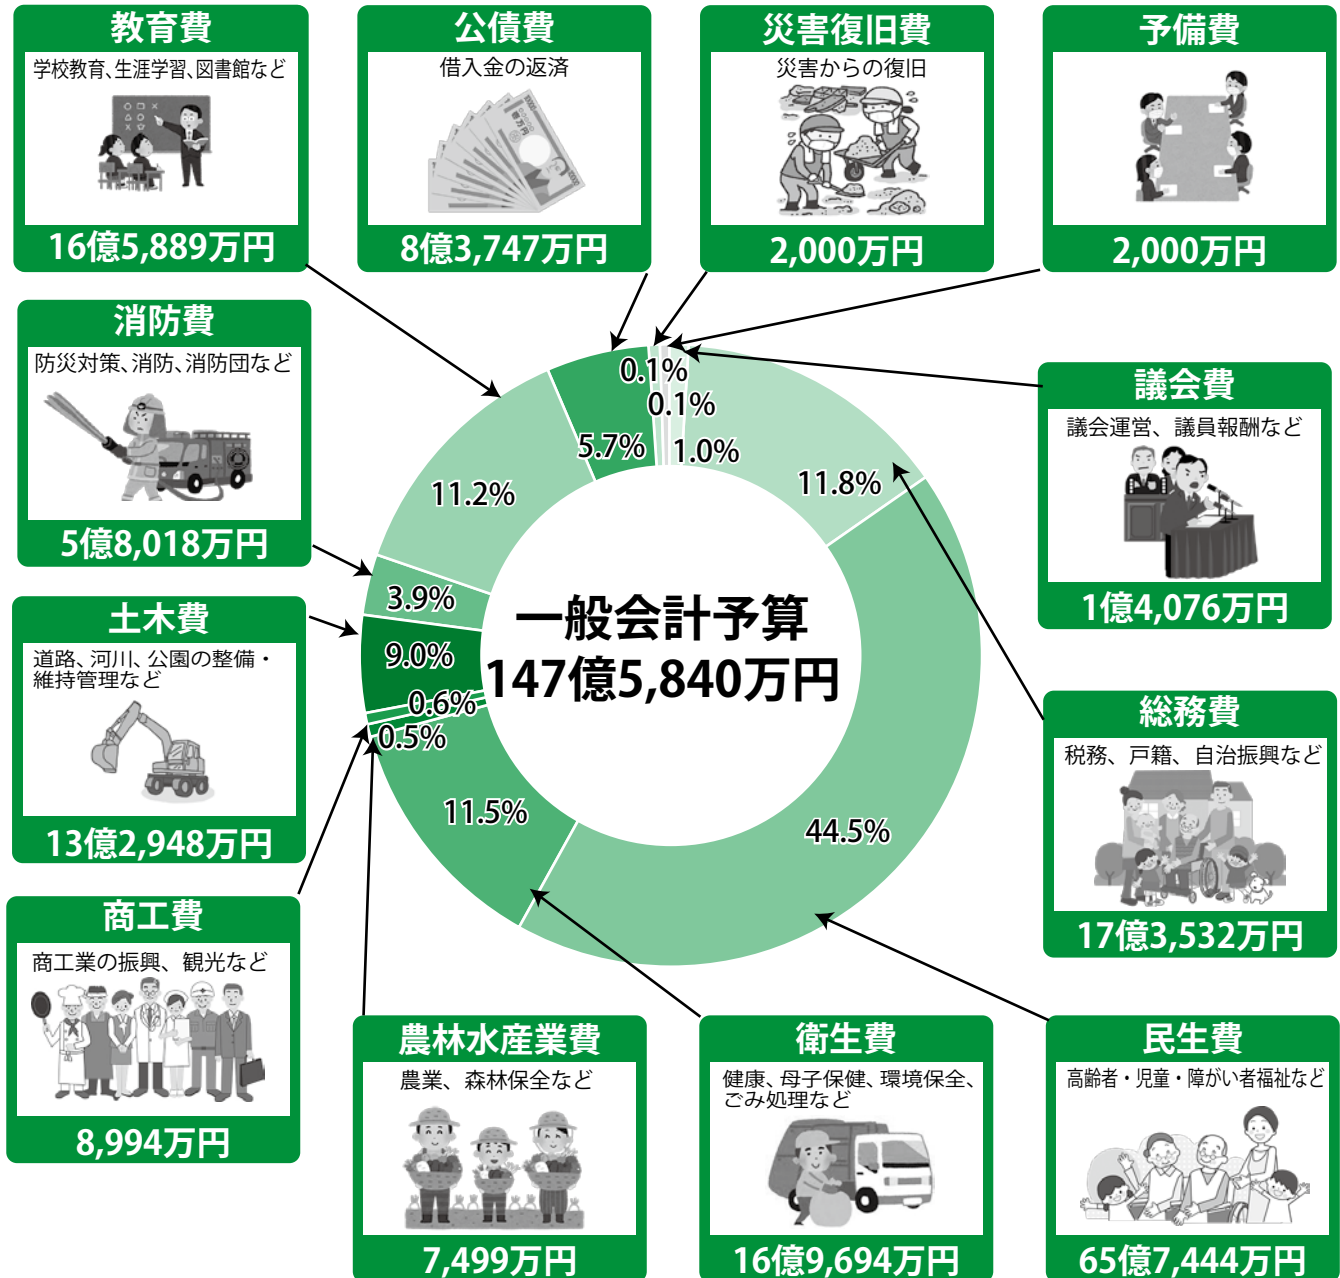 教育費
学校教育、生涯学習、図書館など
16億5,889万円
公債費
借入金の返済
8億3,747万円
災害復旧費
災害からの復旧
2,000万円
予備費
2,000万円
消防費
防災対策、消防、消防団など
5億8,018万円
議会費
議会運営、議員報酬など
1億4,076万円
土木費
道路、河川、公園の整備・
維持管理など
13億2,948万円
総務費
税務、戸籍、自治振興など
17億3,532万円
商工費
商工業の振興、観光など
8,994万円
農林水産業費
農業、森林保全など
7,499万円
衛生費
健康、母子保健、環境保全、
ごみ処理など
16億9,694万円
民生費
高齢者・児童・障がい者福祉など
65億7,444万円
一般会計予算
147億5,840万円
0.1%
0.1%
5.7%
1.0%
11.8%
11.2%
3.9%
9.0%
0.6%
0.5%
11.5%
44.5%